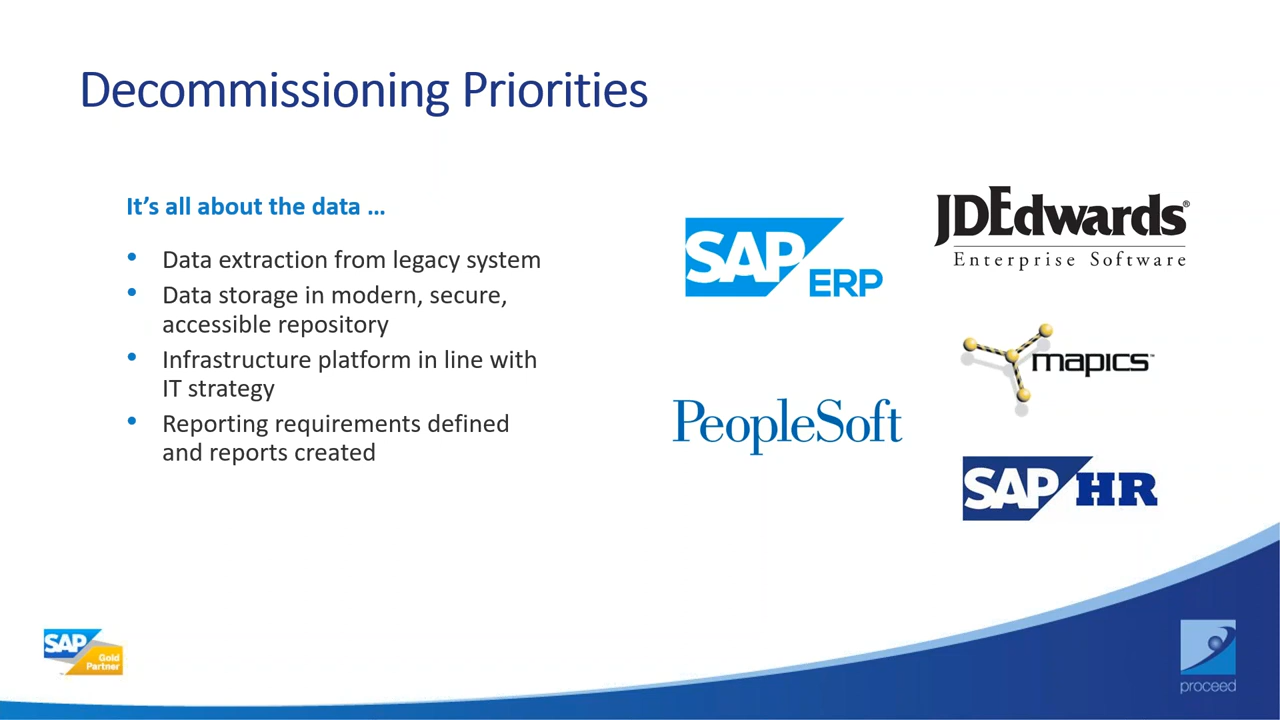 Decommissioning Priorities
It's all about the data ...
• Data extraction from legacy system
• Data storage in modern, secure,
accessible repository
• Infrastructure platform in line with
IT strategy
• Reporting requirements defined
and reports created
SAP ERP
JDEdwards®
Enterprise Software
mapics™
PeopleSoft
SAP HR
SAP Gold
Partner
proceed